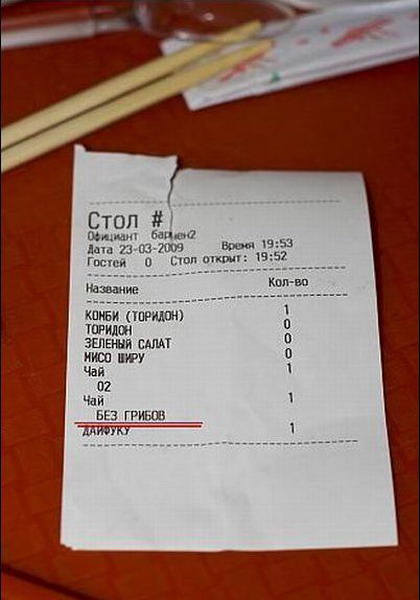 Стол #
Официант бармен2
Дата 23-03-2009 Время 19:53
Гостей 0 Стол открыт: 19:52
Название Кол-во
КОМБИ (ТОРИДОН) 1
ТОРИДОН 0
ЗЕЛЕНЫЙ САЛАТ 0
МИСО ШИРУ 0
Чай 1
02
Чай 1
БЕЗ ГРИБОВ
ДАЙФУКУ 1